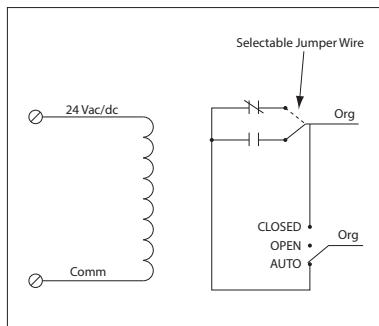 Selectable Jumper Wire
24 Vac/dc
Org
CLOSED
OPEN
Org
AUTO
Comm